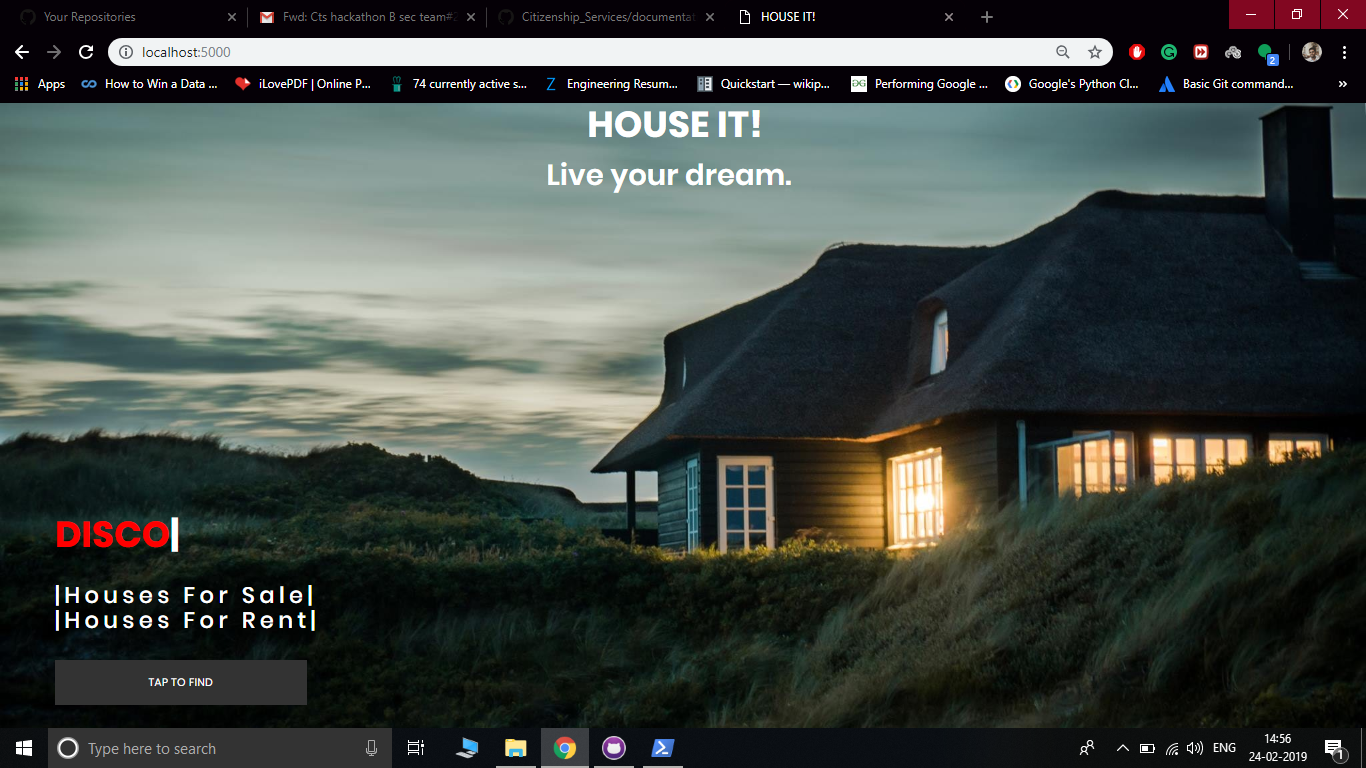 Your Repositories
Fwd: Cts hackathon B sec team#
Citizenship_Services/documentat
HOUSE IT!
localhost:5000
2
Apps
How to Win a Data ...
iLovePDF | Online P...
74 currently active s...
Engineering Resum...
Quickstart — wikip...
Performing Google ...
Google's Python Cl...
Basic Git command...
»
HOUSE IT!
Live your dream.
DISCO|
|Houses For Sale|
|Houses For Rent|
TAP TO FIND
Type here to search
ENG
14:56
24-02-2019
1